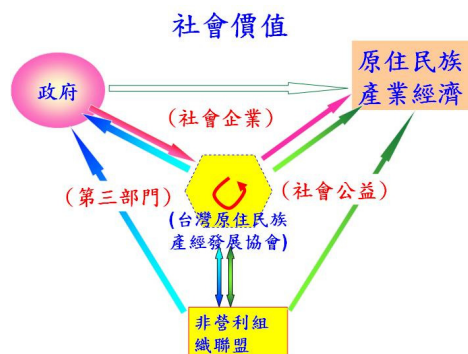 社會價值
政府
原住民族
產業經濟
(社會企業)
(第三部門)
(社會公益)
(台灣原住民族
產經發展協會)
非營利組
織聯盟